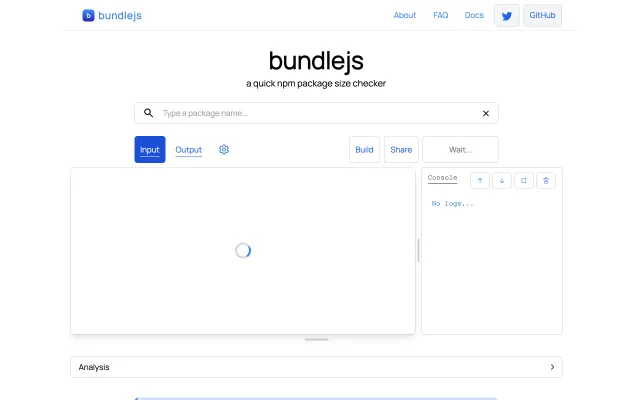 b bundlejs
About FAQ Docs GitHub
bundlejs
a quick npm package size checker
Type a package name...
Input Output Build Share Wait...
Console
No logs...
Analysis